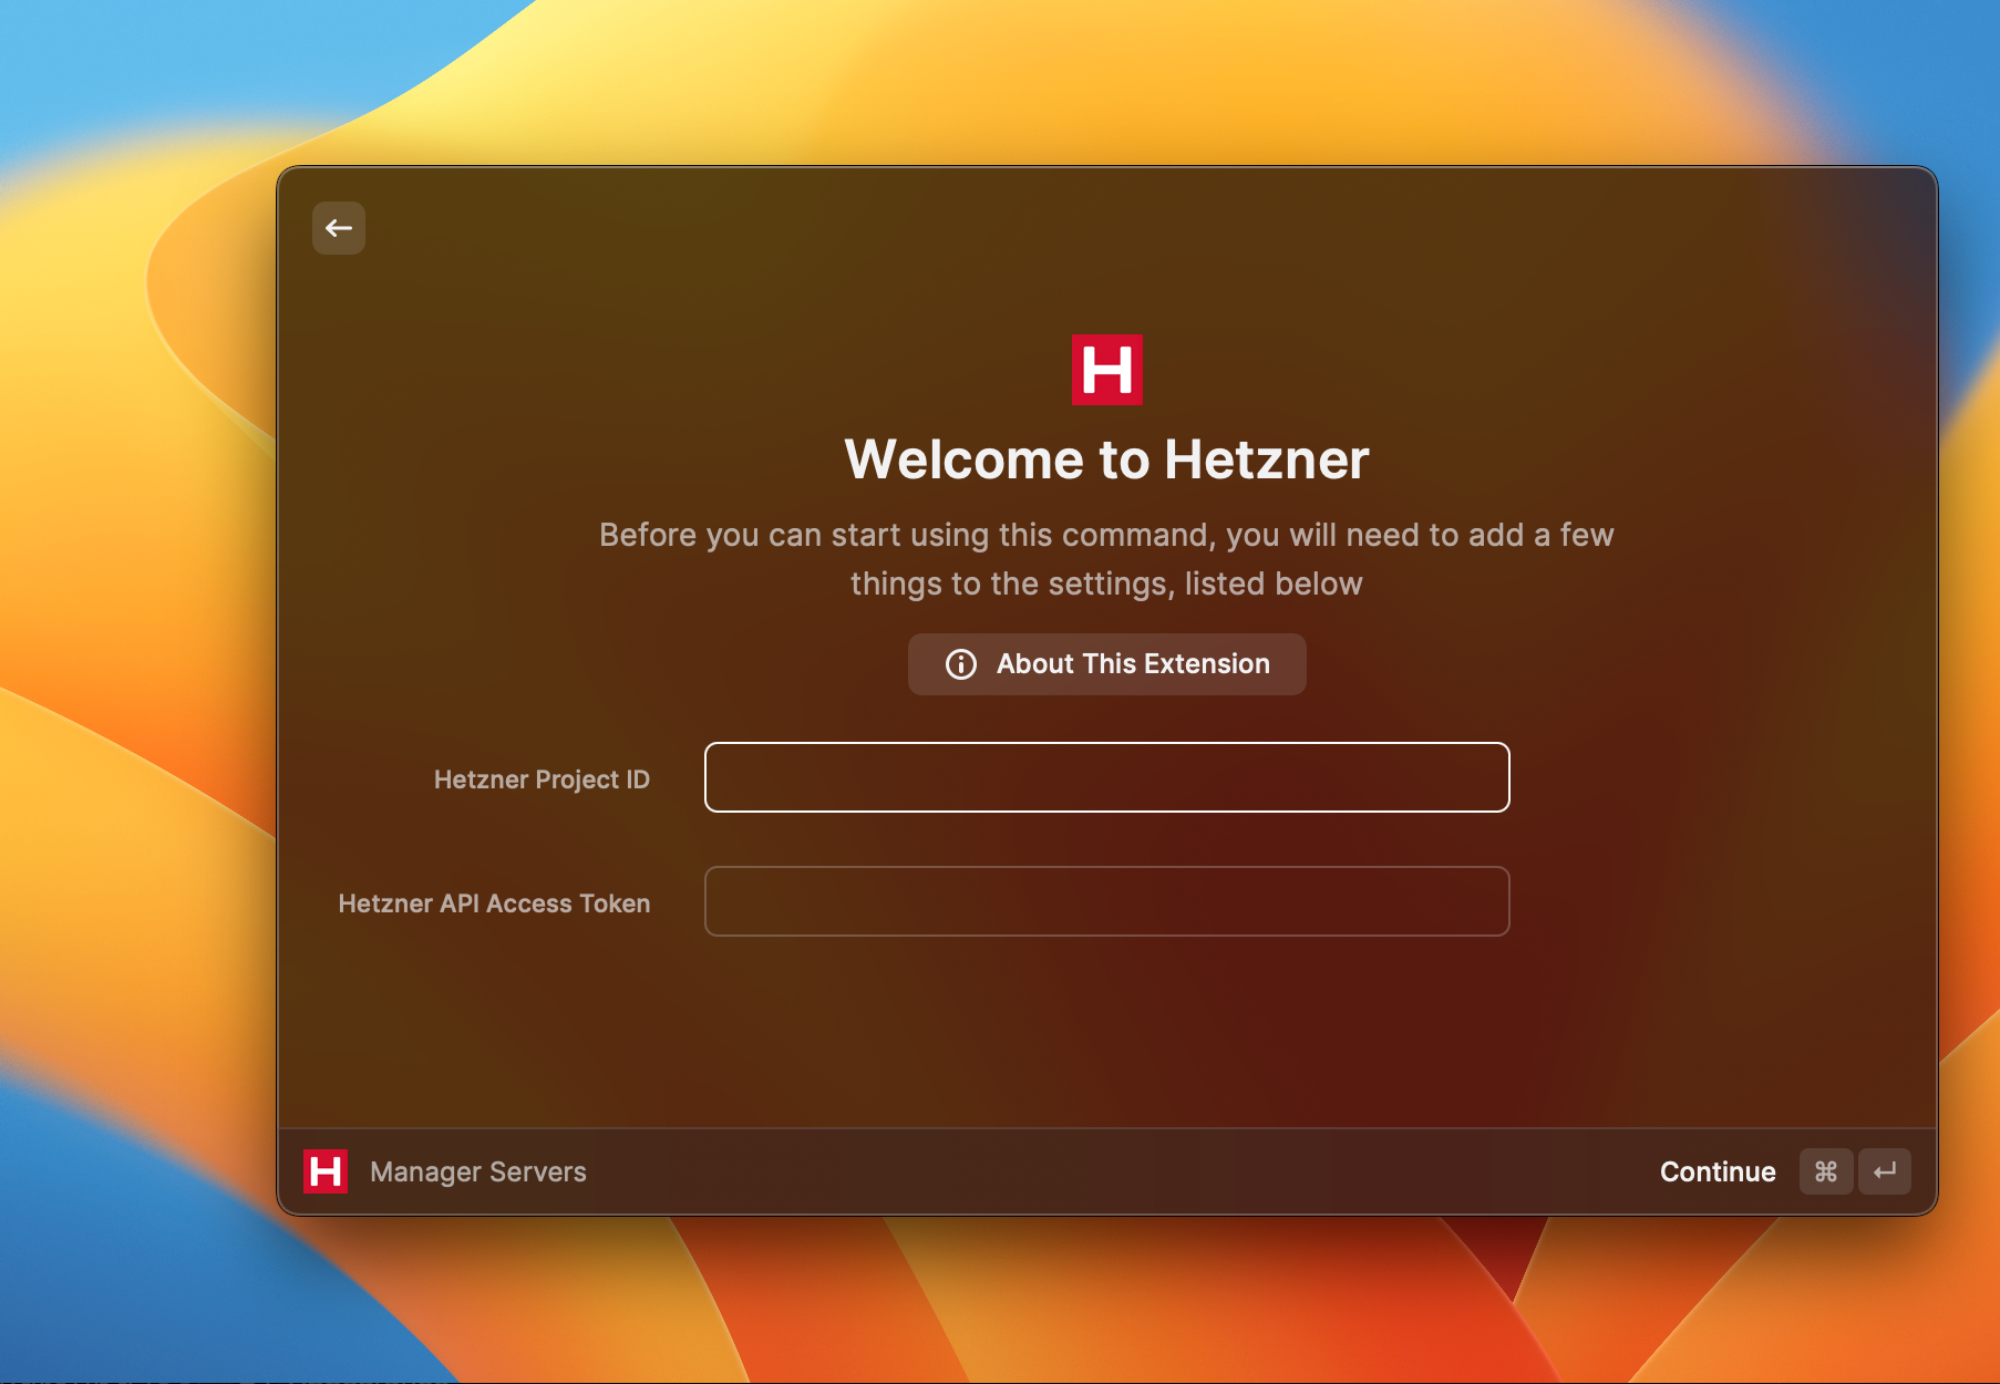 H
Welcome to Hetzner
Before you can start using this command, you will need to add a few
things to the settings, listed below
About This Extension
Hetzner Project ID
Hetzner API Access Token
H
Manager Servers
Continue ⌘ ↵